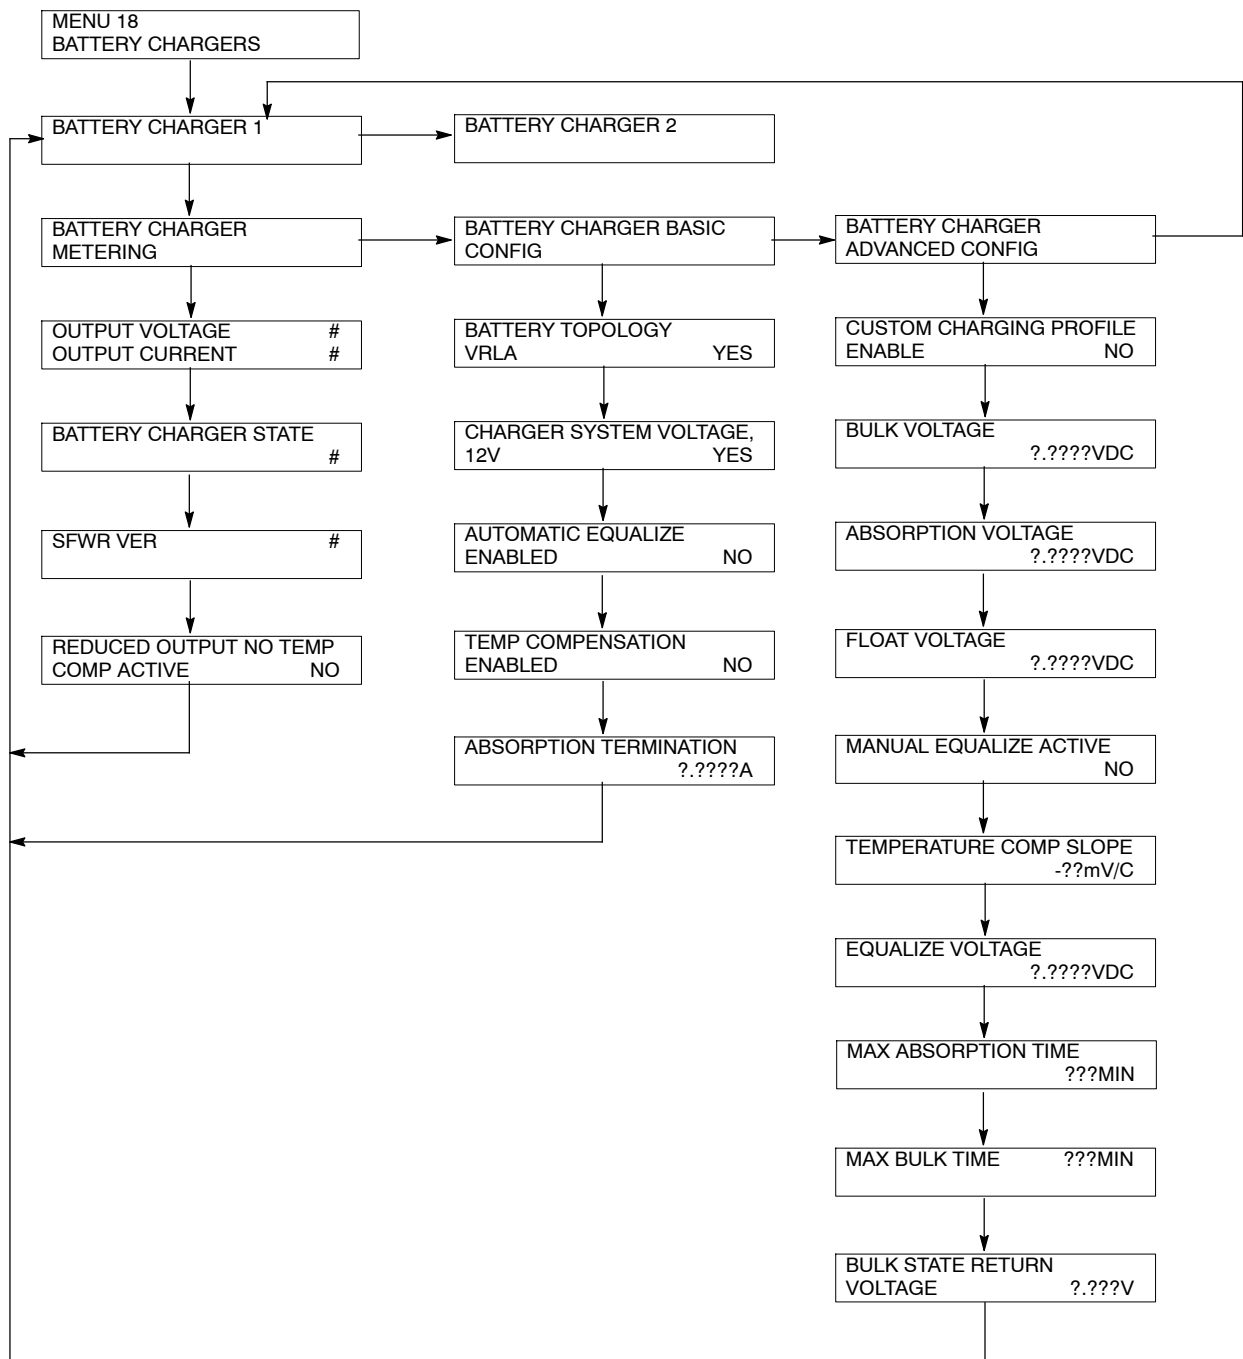 MENU 18
BATTERY CHARGERS
BATTERY CHARGER 1
BATTERY CHARGER 2
BATTERY CHARGER
METERING
BATTERY CHARGER BASIC
CONFIG
BATTERY CHARGER
ADVANCED CONFIG
OUTPUT VOLTAGE #
OUTPUT CURRENT #
BATTERY CHARGER STATE
#
SFWR VER #
REDUCED OUTPUT NO TEMP
COMP ACTIVE NO
BATTERY TOPOLOGY
VRLA YES
CHARGER SYSTEM VOLTAGE,
12V YES
AUTOMATIC EQUALIZE
ENABLED NO
TEMP COMPENSATION
ENABLED NO
ABSORPTION TERMINATION
?.????A
CUSTOM CHARGING PROFILE
ENABLE NO
BULK VOLTAGE
?.????VDC
ABSORPTION VOLTAGE
?.????VDC
FLOAT VOLTAGE
?.????VDC
MANUAL EQUALIZE ACTIVE
NO
TEMPERATURE COMP SLOPE
-??mV/C
EQUALIZE VOLTAGE
?.????VDC
MAX ABSORPTION TIME
???MIN
MAX BULK TIME ???MIN
BULK STATE RETURN
VOLTAGE ?.???V